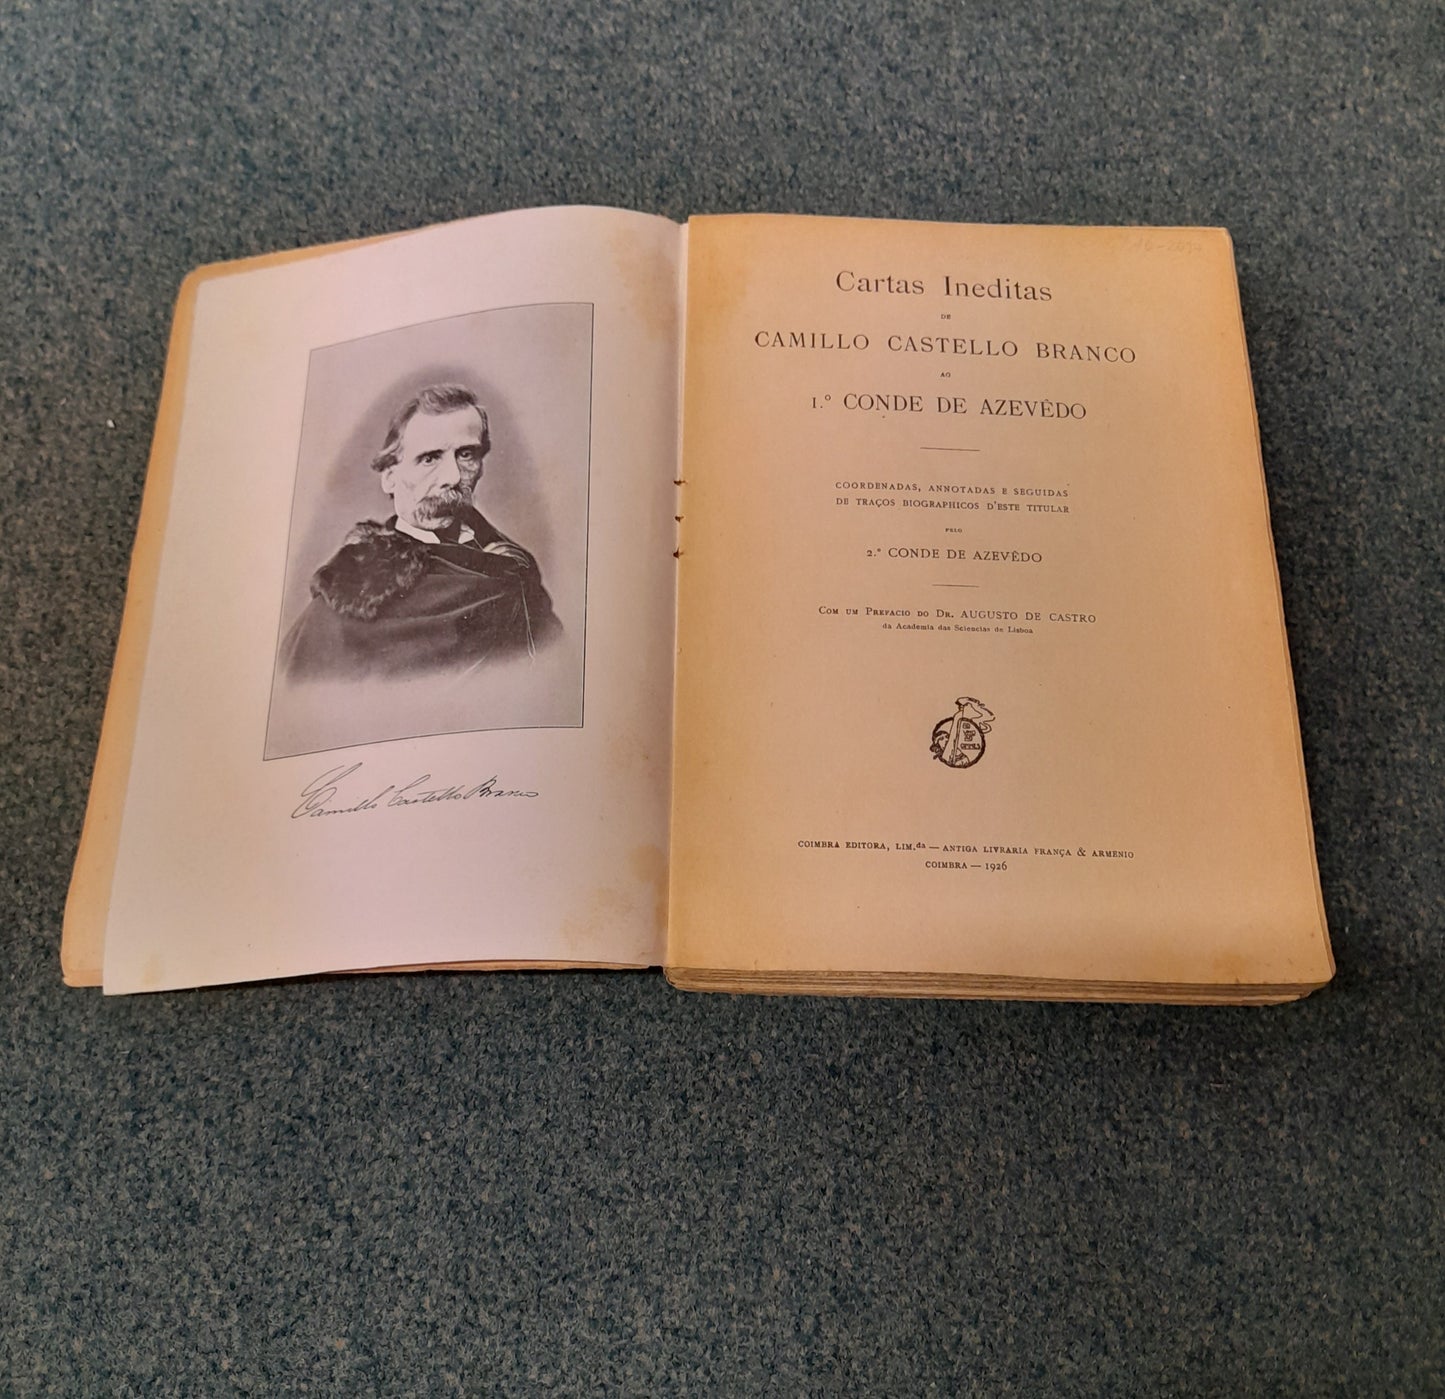 Camillo Castello Branco
Cartas Ineditas
DE
CAMILLO CASTELLO BRANCO
AO
1.º CONDE DE AZEVÊDO
COORDENADAS, ANNOTADAS E SEGUIDAS
DE TRAÇOS BIOGRAPHICOS D'ESTE TITULAR
PELO
2.º CONDE DE AZEVÊDO
COM UM PREFACIO DO DR. AUGUSTO DE CASTRO
da Academia das Sciencias de Lisboa
COIMBRA EDITORA, LIM.da — ANTIGA LIVRARIA FRANÇA & ARMENIO
COIMBRA — 1926